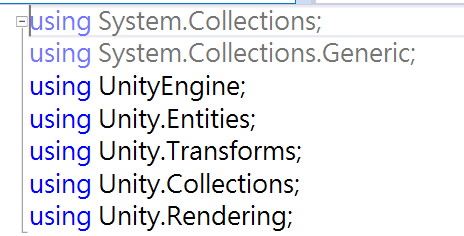 using System.Collections;
using System.Collections.Generic;
using UnityEngine;
using Unity.Entities;
using Unity.Transforms;
using Unity.Collections;
using Unity.Rendering;